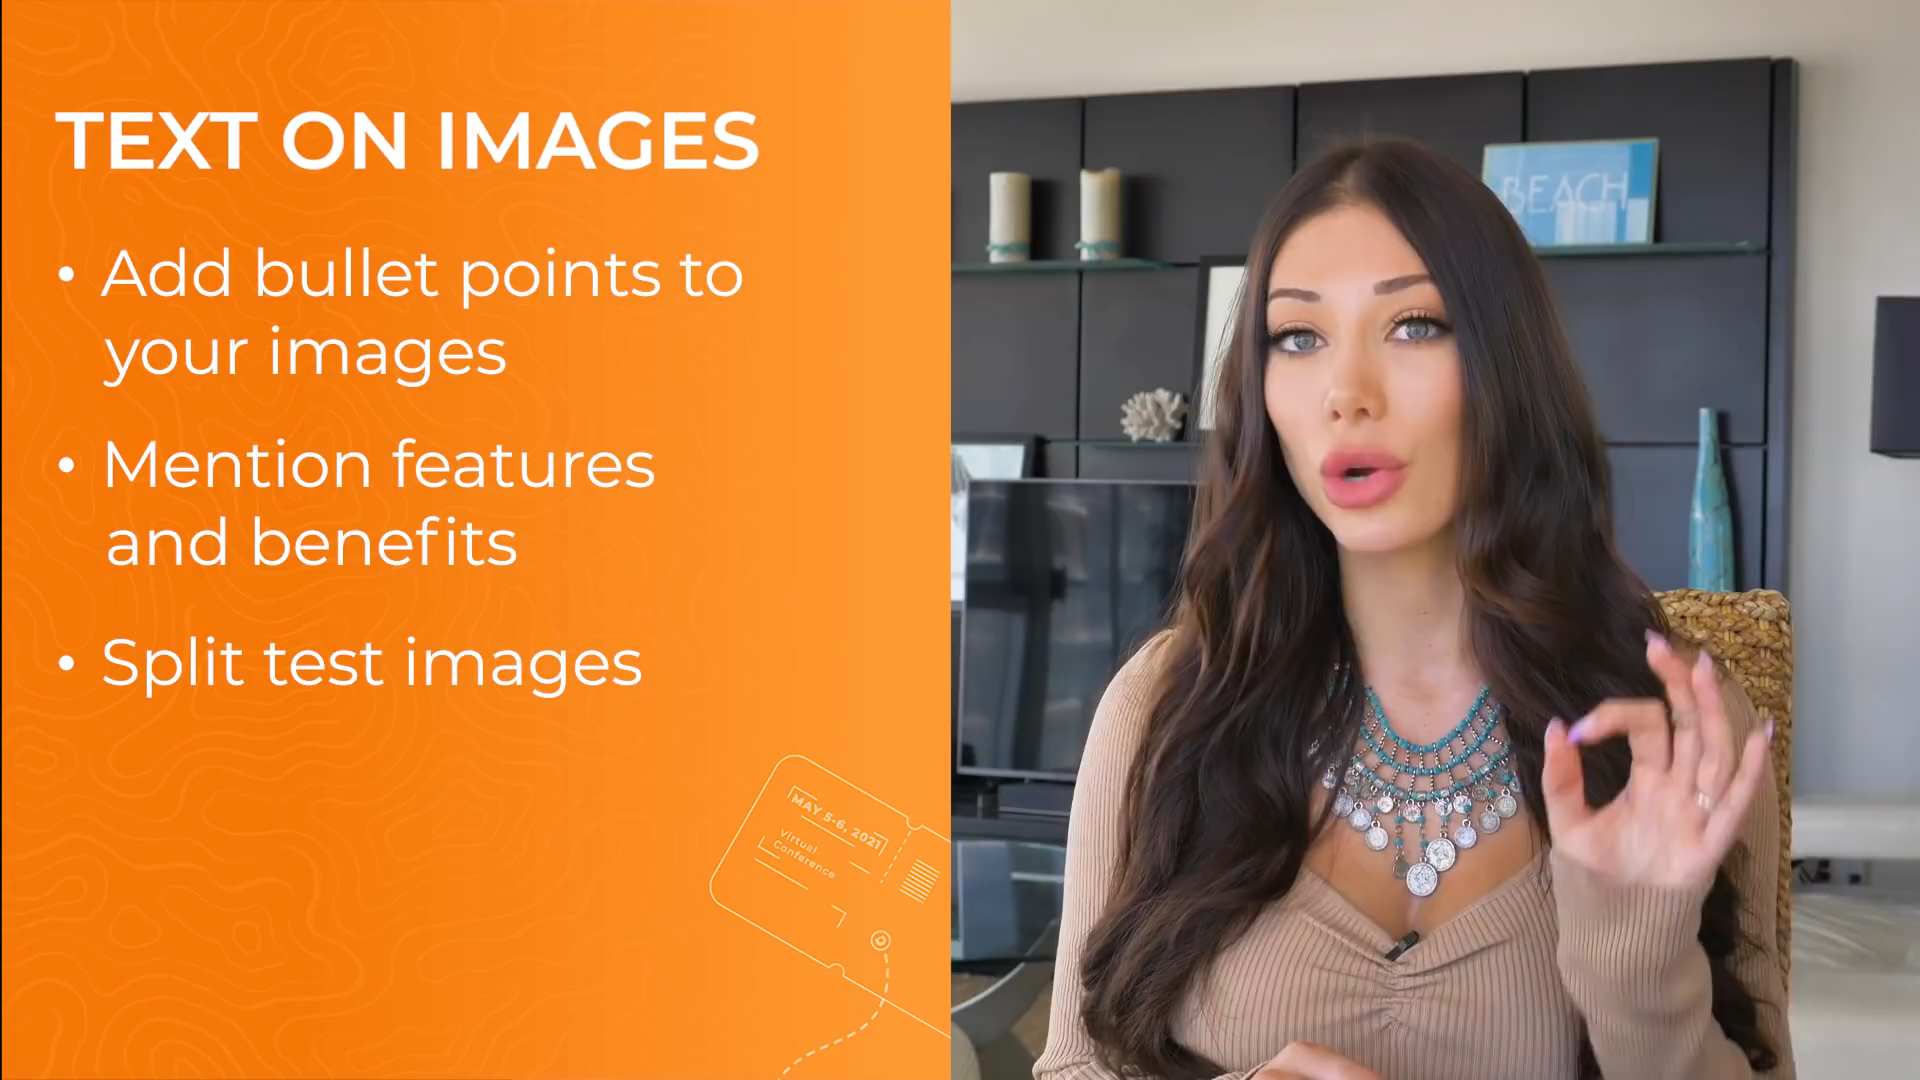 TEXT ON IMAGES
• Add bullet points to
your images
• Mention features
and benefits
• Split test images
MAY 5-6, 2021
Virtual
Conference
BEACH